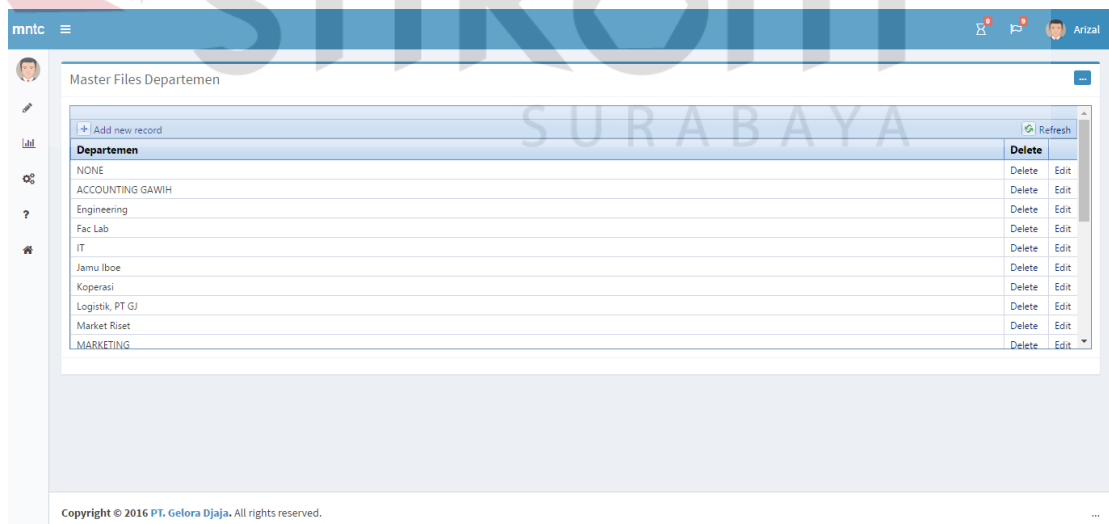 mntc
Arizal
SURABAYA
Master Files Departemen
...
Add new record
Refresh
Departemen Delete
NONE Delete Edit
ACCOUNTING GAWIH Delete Edit
Engineering Delete Edit
Fac Lab Delete Edit
IT Delete Edit
Jamu Iboe Delete Edit
Koperasi Delete Edit
Logistik, PT GJ Delete Edit
Market Riset Delete Edit
MARKETING Delete Edit
Copyright © 2016 PT. Gelora Djaja. All rights reserved.
...